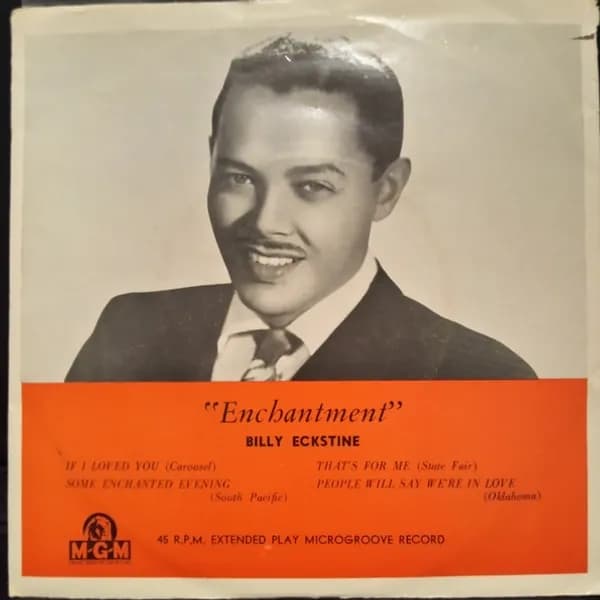 "Enchantment"
BILLY ECKSTINE
IF I LOVED YOU (Carousel)
SOME ENCHANTED EVENING
(South Pacific)
THAT'S FOR ME (State Fair)
PEOPLE WILL SAY WE'RE IN LOVE
(Oklahoma)
M-G-M
45 R.P.M. EXTENDED PLAY MICROGROOVE RECORD